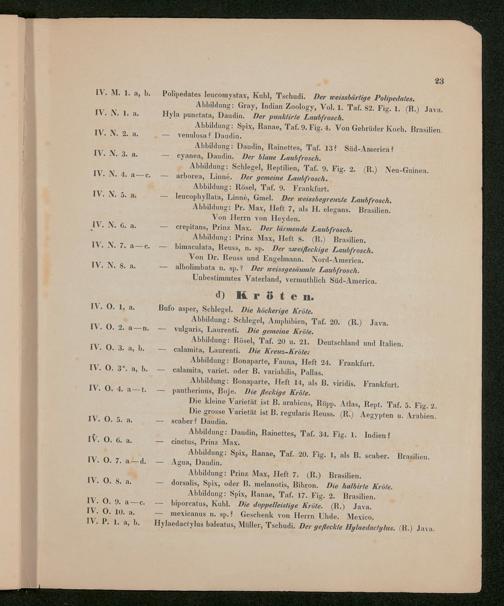 23
IV. M. 1. a, b. Polipedates leucomystax, Kuhl, Tschudi. Der weissbärtige Polipedates.
Abbildung: Gray, Indian Zoology, Vol. 1. Taf. 82. Fig. 1. (R.) Java.
IV. N. 1. a. Hyla punctata, Daudin. Der punktirte Laubfrosch.
Abbildung: Spix, Ranae, Taf. 9. Fig. 4. Von Gebrüder Koch. Brasilien.
IV. N. 2. a. — venulosa? Daudin.
Abbildung: Daudin, Rainettes, Taf. 13? Süd-America?
IV. N. 3. a. — cyanea, Daudin. Der blaue Laubfrosch.
Abbildung: Schlegel, Reptilien, Taf. 9. Fig. 2. (R.) Neu-Guinea.
IV. N. 4. a—c. — arborea, Linné. Der gemeine Laubfrosch.
Abbildung: Rösel, Taf. 9. Frankfurt.
IV. N. 5. a. — leucophyllata, Linné, Gmel. Der weissbegrenzte Laubfrosch.
Abbildung: Pr. Max, Heft 7, als H. elegans. Brasilien.
Von Herrn von Heyden.
IV. N. 6. a. — crepitans, Prinz Max. Der lärmende Laubfrosch.
Abbildung: Prinz Max, Heft 8. (R.) Brasilien.
IV. N. 7. a—c. — bimaculata, Reuss, n. sp. Der zweifleckige Laubfrosch.
Von Dr. Reuss und Engelmann. Nord-America.
IV. N. 8. a. — albolimbata n. sp.? Der weissgesäumte Laubfrosch.
Unbestimmtes Vaterland, vermuthlich Süd-America.
d) Kröten.
IV. O. 1. a. Bufo asper, Schlegel. Die höckerige Kröte.
Abbildung: Schlegel, Amphibien, Taf. 20. (R.) Java.
IV. O. 2. a—n. — vulgaris, Laurenti. Die gemeine Kröte.
Abbildung: Rösel, Taf. 20 u. 21. Deutschland und Italien.
IV. O. 3. a, b. — calamita, Laurenti. Die Kreuz-Kröte:
Abbildung: Bonaparte, Fauna, Heft 24. Frankfurt.
IV. O. 3*. a, b. — calamita, variet. oder B. variabilis, Pallas.
Abbildung: Bonaparte, Heft 14, als B. viridis. Frankfurt.
IV. O. 4. a—t. — pantherinus, Boje. Die fleckige Kröte.
Die kleine Varietät ist B. arabicus, Rüpp. Atlas, Rept. Taf. 5. Fig. 2.
Die grosse Varietät ist B. regularis Reuss. (R.) Aegypten u. Arabien.
IV. O. 5. a. — scaber? Daudin.
Abbildung: Daudin, Rainettes, Taf. 34. Fig. 1. Indien?
IV. O. 6. a. — cinctus, Prinz Max.
Abbildung: Spix, Ranae, Taf. 20. Fig. 1, als B. scaber. Brasilien.
IV. O. 7. a—d. — Agua, Daudin.
Abbildung: Prinz Max, Heft 7. (R.) Brasilien.
IV. O. 8. a. — dorsalis, Spix, oder B. melanotis, Bibron. Die halbirte Kröte.
Abbildung: Spix, Ranae, Taf. 17. Fig. 2. Brasilien.
IV. O. 9. a—c. — biporcatus, Kuhl. Die doppelleistige Kröte. (R.) Java.
IV. O. 10. a. — mexicanus n. sp.? Geschenk von Herrn Uhde. Mexico.
IV. P. 1. a, b. Hylaedactylus baleatus, Müller, Tschudi. Der gefleckte Hylaedactylus. (R.) Java.